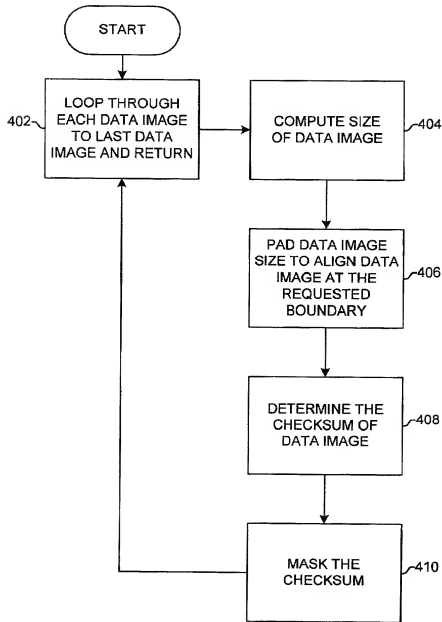 START
402
LOOP THROUGH
EACH DATA IMAGE
TO LAST DATA
IMAGE AND RETURN
COMPUTE SIZE
OF DATA IMAGE
404
PAD DATA IMAGE
SIZE TO ALIGN DATA
IMAGE AT THE
REQUESTED
BOUNDARY
406
DETERMINE THE
CHECKSUM OF
DATA IMAGE
408
MASK THE
CHECKSUM
410